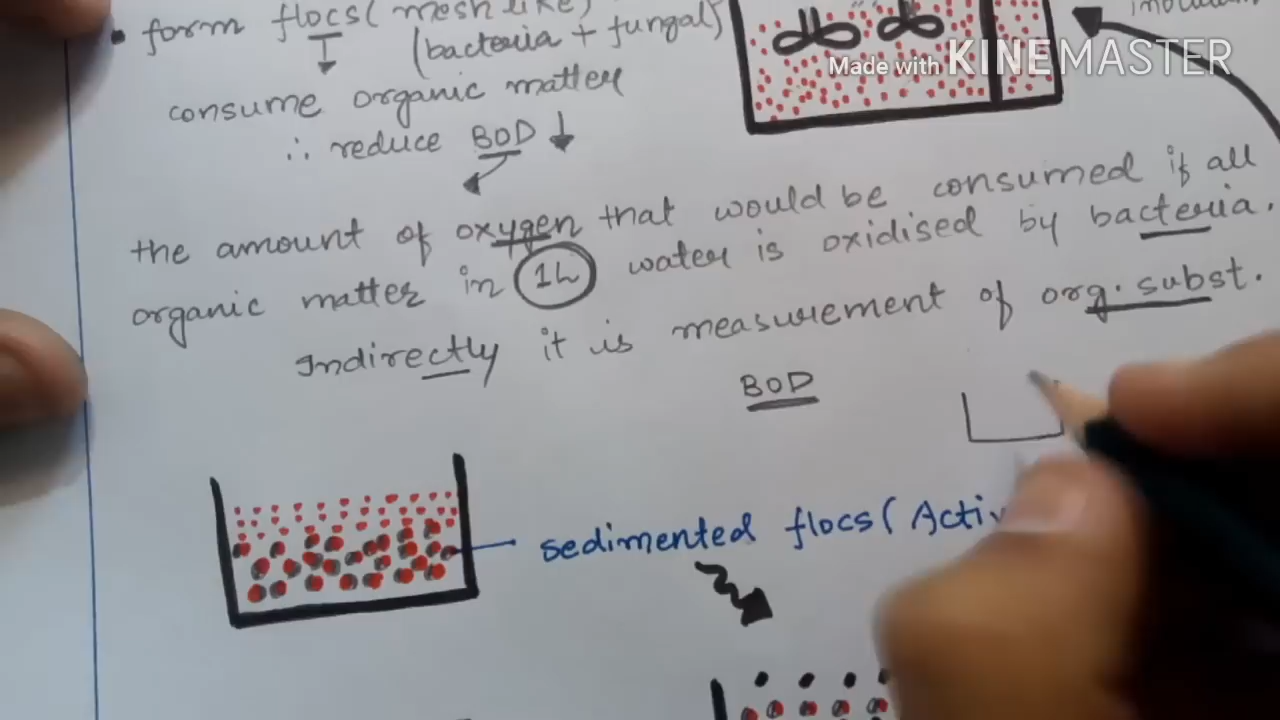 • form flocs (mesh like)
(bacteria + fungal)
consume organic matter
∴ reduce BOD ↓
the amount of oxygen that would be consumed if all
organic matter in 1L water is oxidised by bacteria.
Indirectly it is measurement of org. subst.
BOD
sedimented flocs (Activ
Made with KINEMASTER